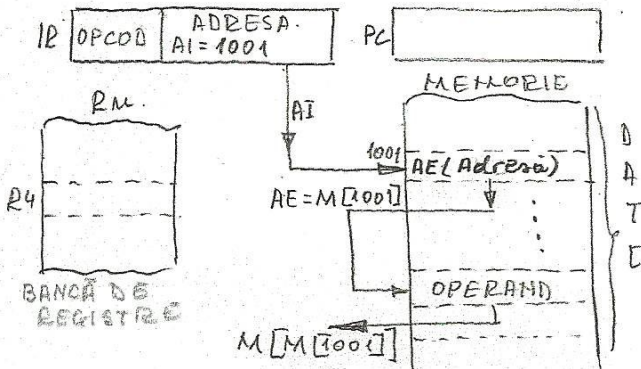 IR OPCOD ADRESA.
AI=1001
PC
MEMORIE
RM.
AI
1001
AE(Adresă)
R4
AE=M[1001]
OPERAND
BANCĂ DE
REGISTRE
M[M[1001]]
D
A
T
E